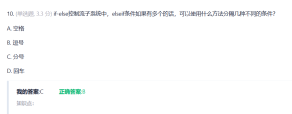 10. (单选题, 3.3 分) if-else控制流子系统中，elseif条件如果有多个的话，可以使用什么方法分隔几种不同的条件?
A. 空格
B. 逗号
C. 分号
D. 回车
我的答案:C 正确答案:B